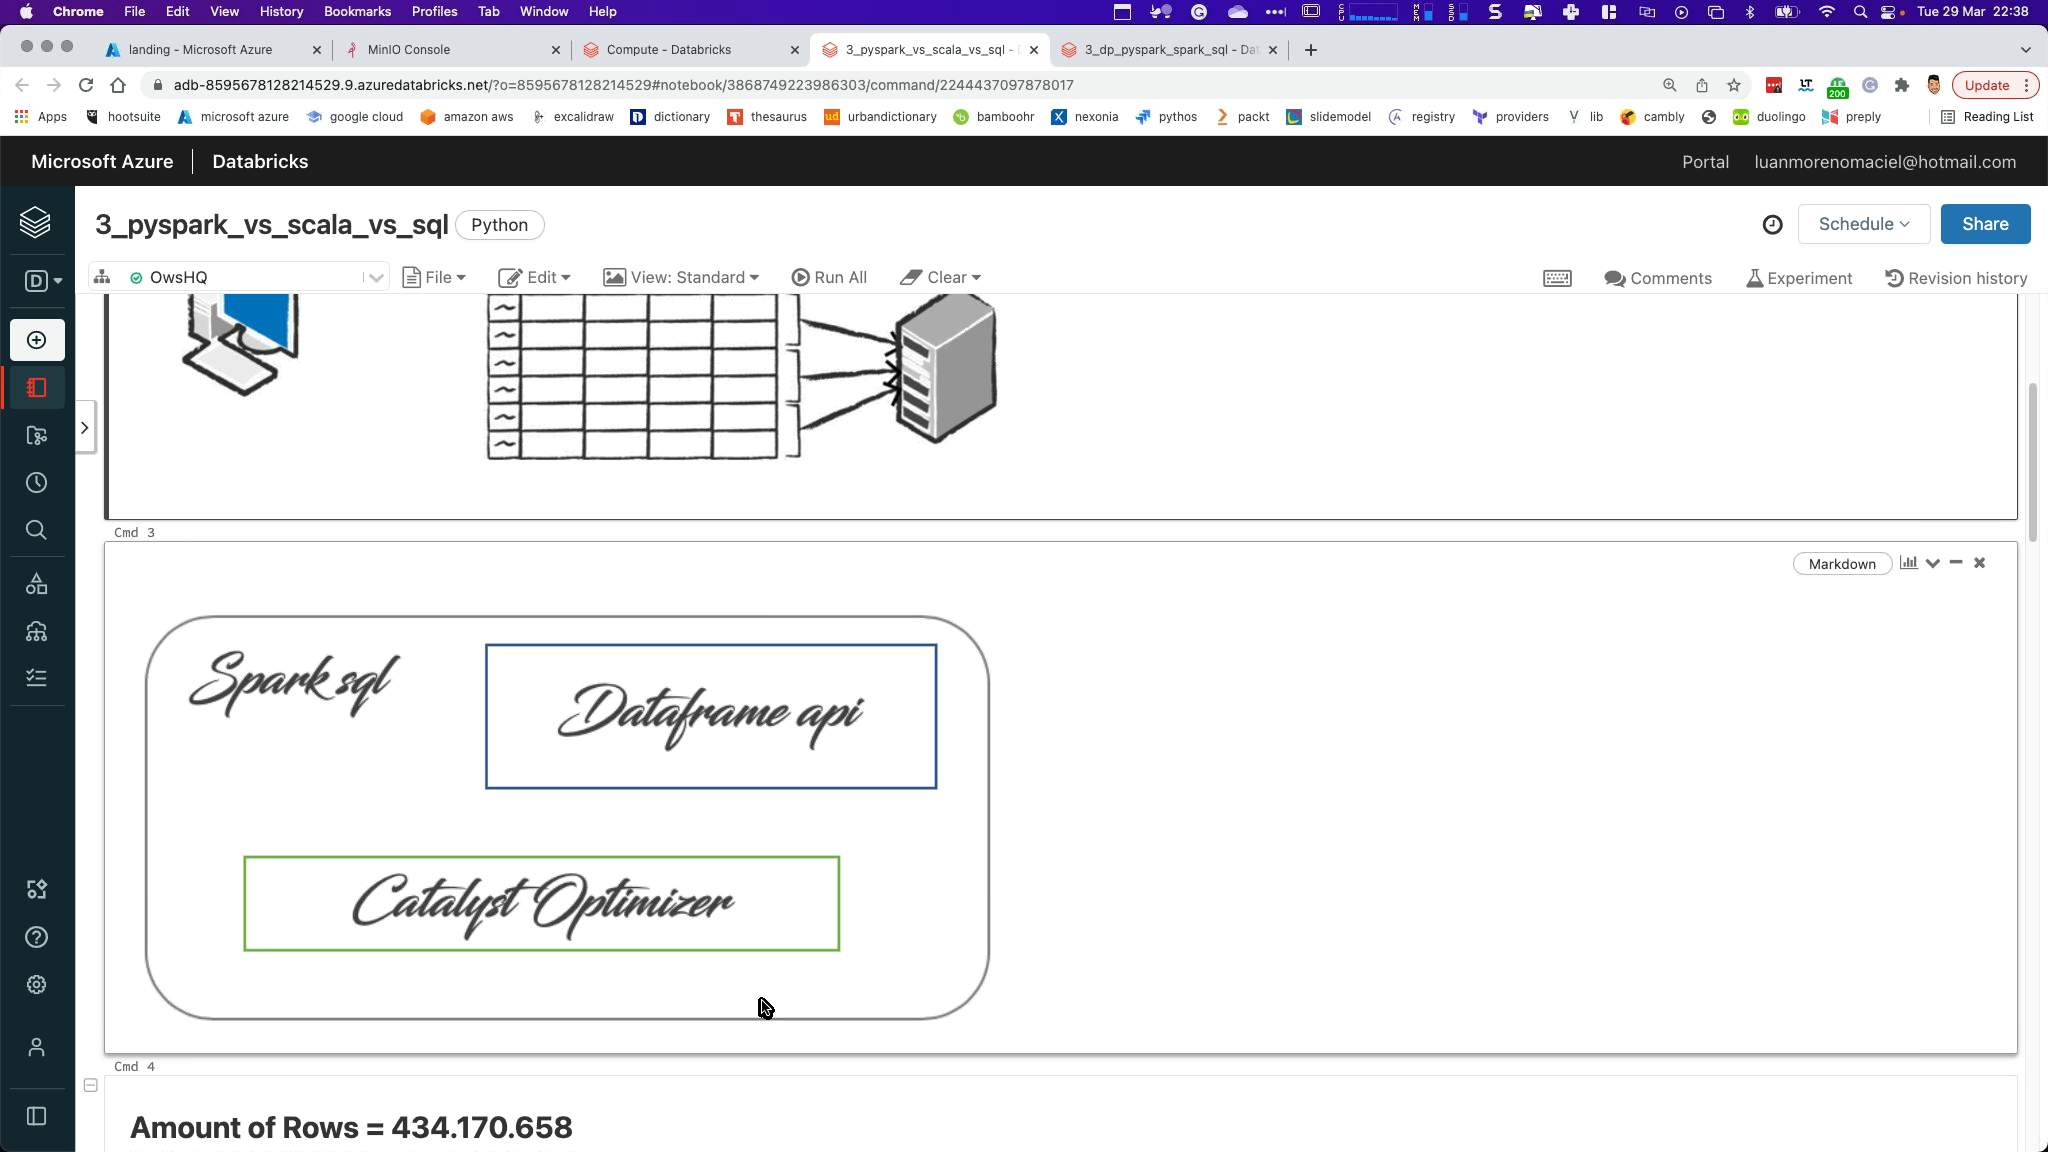 Chrome File Edit View History Bookmarks Profiles Tab Window Help
Tue 29 Mar 22:38
landing - Microsoft Azure
MinIO Console
Compute - Databricks
3_pyspark_vs_scala_vs_sql -
3_dp_pyspark_spark_sql - Dat
adb-8595678128214529.9.azuredatabricks.net/?o=8595678128214529#notebook/3868749223986303/command/2244437097878017
200
Update
Apps hootsuite microsoft azure google cloud amazon aws excalidraw dictionary thesaurus urbandictionary bamboohr nexonia pythos packt slidemodel registry providers lib cambly duolingo preply Reading List
Microsoft Azure Databricks
Portal luanmorenomaciel@hotmail.com
3_pyspark_vs_scala_vs_sql Python
Schedule Share
D
OwsHQ File Edit View: Standard Run All Clear
Comments Experiment Revision history
Cmd 3
Markdown
Spark sql
Dataframe api
Catalyst Optimizer
Cmd 4
Amount of Rows = 434.170.658